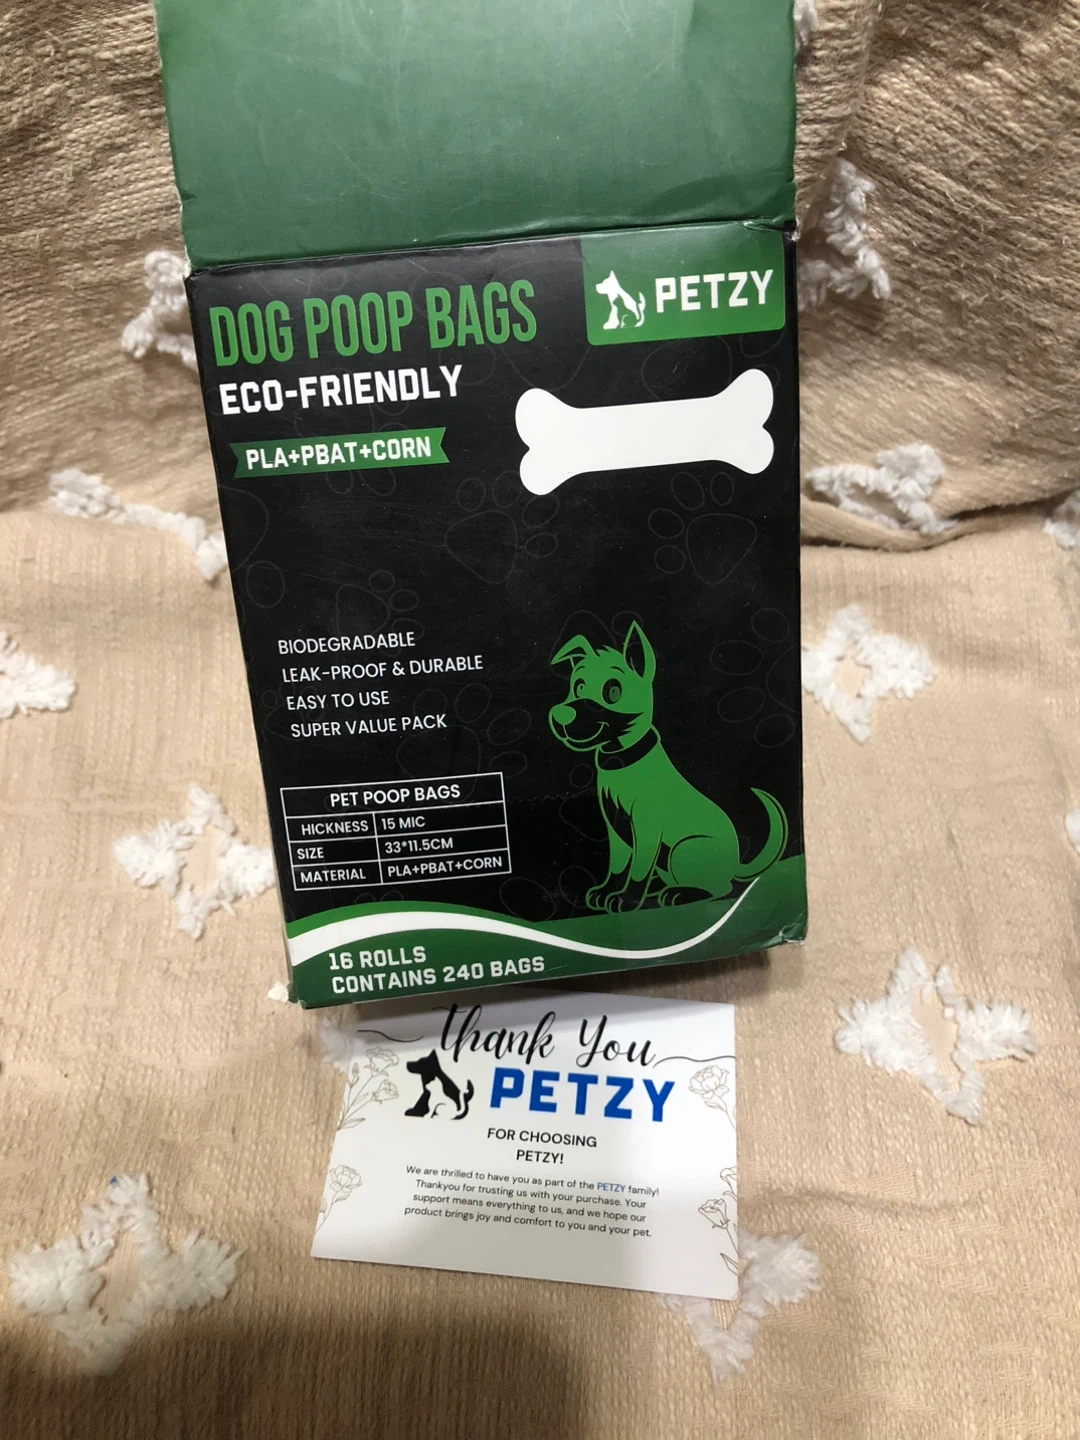 DOG POOP BAGS
PETZY
ECO-FRIENDLY
PLA+PBAT+CORN
BIODEGRADABLE
LEAK-PROOF & DURABLE
EASY TO USE
SUPER VALUE PACK
PET POOP BAGS
HICKNESS 15 MIC
SIZE 33*11.5CM
MATERIAL PLA+PBAT+CORN
16 ROLLS
CONTAINS 240 BAGS
Thank You
PETZY
FOR CHOOSING
PETZY!
We are thrilled to have you as part of the PETZY family!
Thankyou for trusting us with your purchase. Your
support means everything to us, and we hope our
product brings joy and comfort to you and your pet.